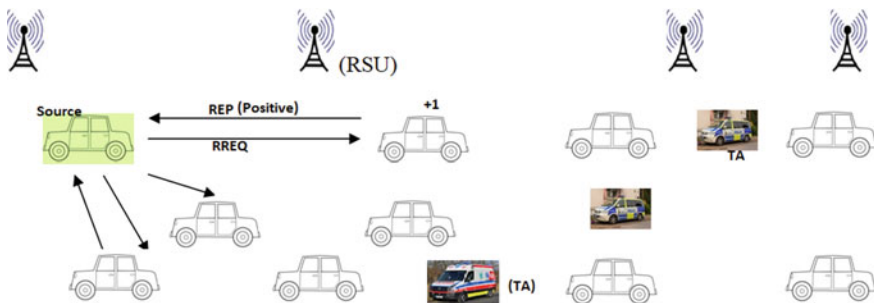 (RSU)
Source
REP (Positive)
+1
RREQ
TA
(TA)